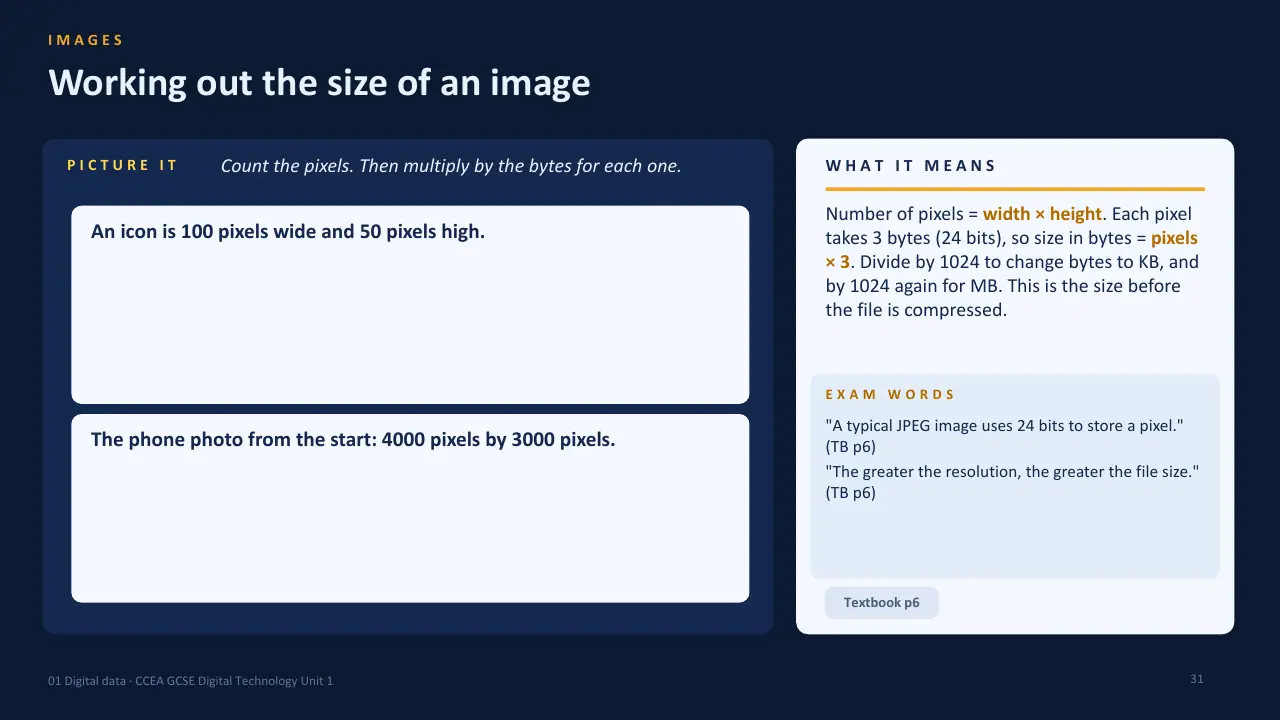 IMAGES
Working out the size of an image
PICTURE IT
Count the pixels. Then multiply by the bytes for each one.
An icon is 100 pixels wide and 50 pixels high.
The phone photo from the start: 4000 pixels by 3000 pixels.
WHAT IT MEANS
Number of pixels = width × height. Each pixel
takes 3 bytes (24 bits), so size in bytes = pixels
× 3. Divide by 1024 to change bytes to KB, and
by 1024 again for MB. This is the size before
the file is compressed.
EXAM WORDS
"A typical JPEG image uses 24 bits to store a pixel."
(TB p6)
"The greater the resolution, the greater the file size."
(TB p6)
Textbook p6
01 Digital data · CCEA GCSE Digital Technology Unit 1
31